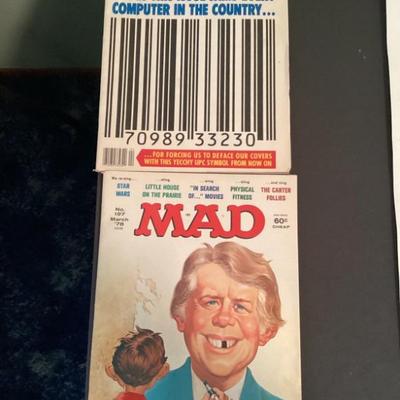 COMPUTER IN THE COUNTRY...
70989 33230
...FOR FORCING US TO DEFACE OUR COVERS
WITH THIS YECCHY UPC SYMBOL FROM NOW ON
STAR WARS
LITTLE HOUSE ON THE PRAIRIE
"IN SEARCH OF..." MOVIES
PHYSICAL FITNESS
THE CARTER FOLLIES
MAD
No. 197
March '78
60¢
CHEAP